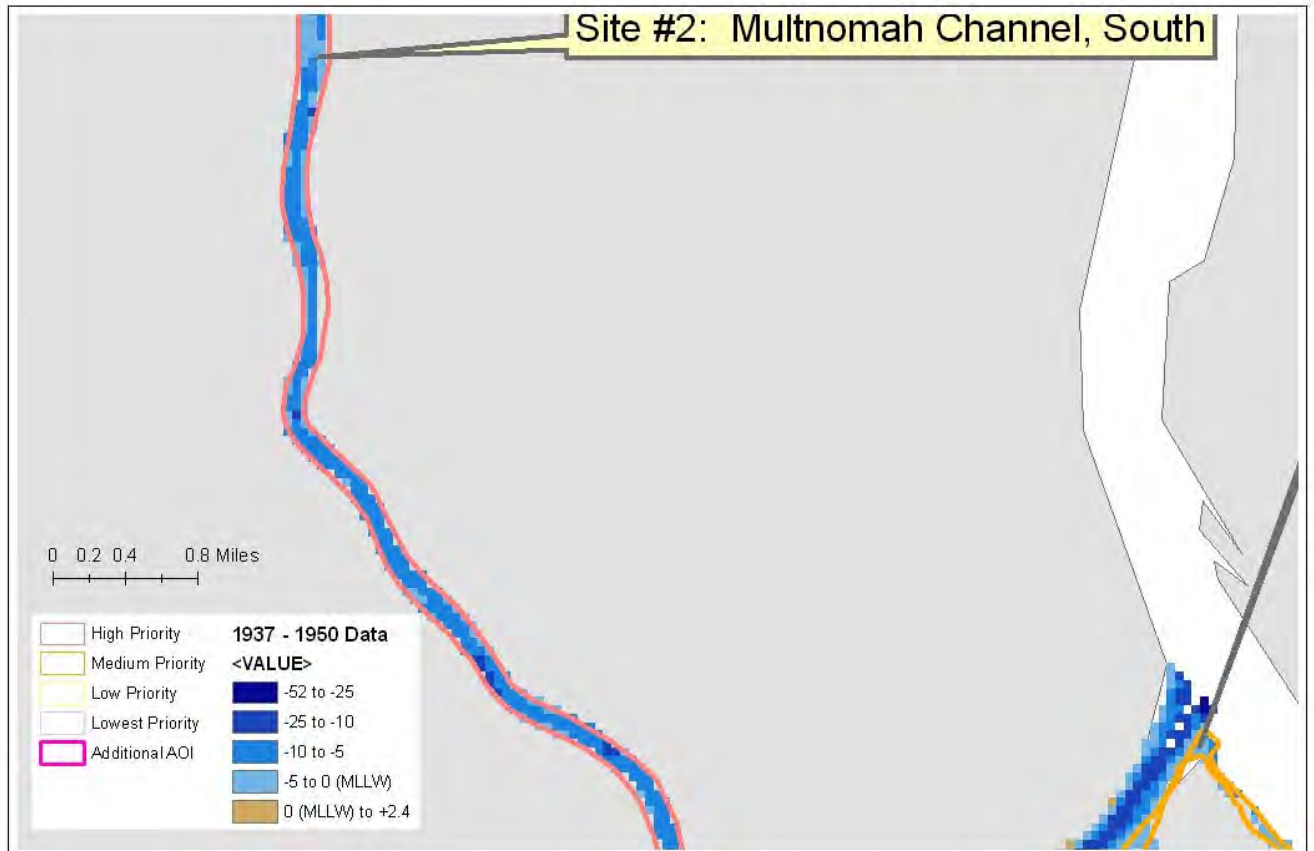 Site #2: Multnomah Channel, South
0 0.2 0.4 0.8 Miles
High Priority
Medium Priority
Low Priority
Lowest Priority
Additional AOI
1937 - 1950 Data
<VALUE>
-52 to -25
-25 to -10
-10 to -5
-5 to 0 (MLLW)
0 (MLLW) to +2.4